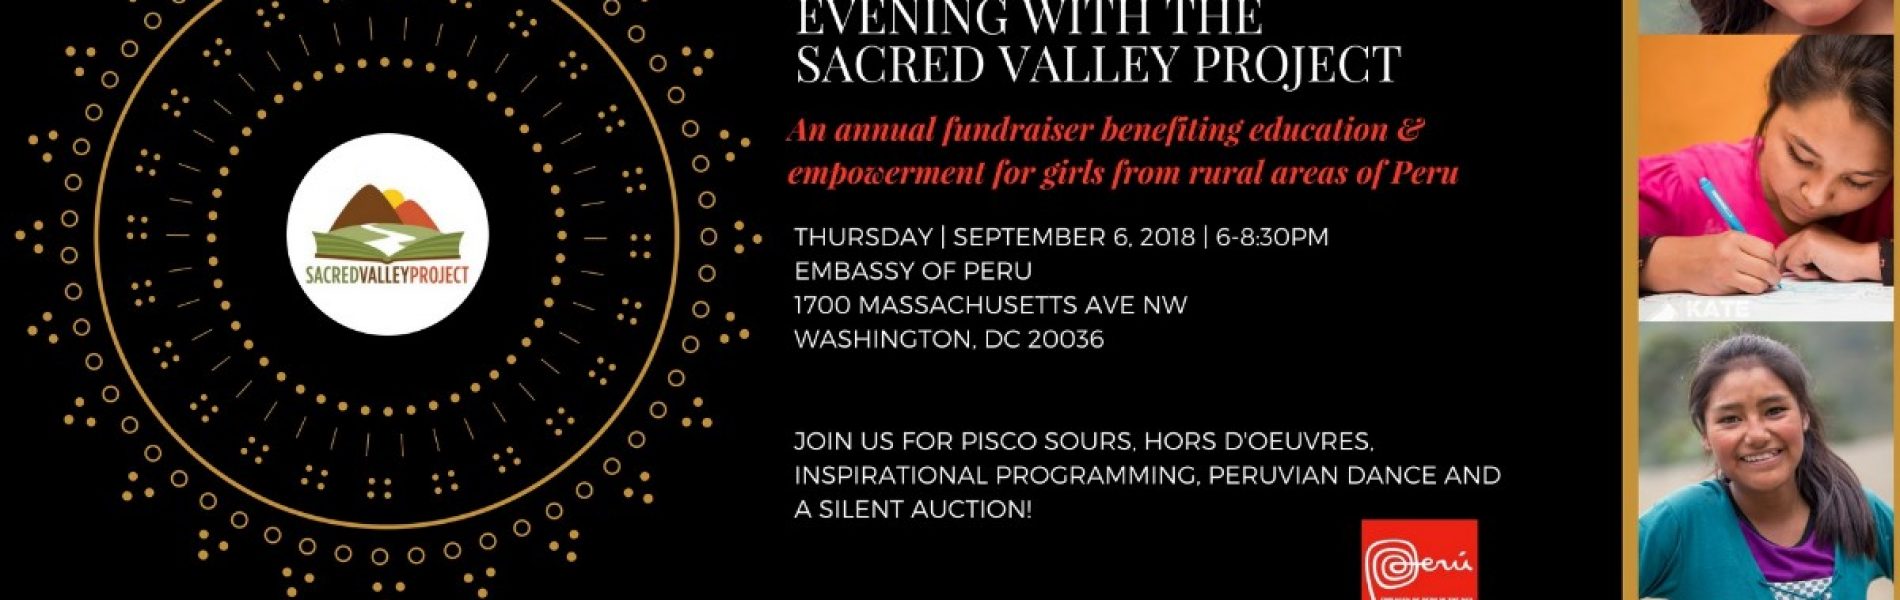 EVENING WITH THE
SACRED VALLEY PROJECT
An annual fundraiser benefiting education &
empowerment for girls from rural areas of Peru
THURSDAY | SEPTEMBER 6, 2018 | 6-8:30PM
EMBASSY OF PERU
1700 MASSACHUSETTS AVE NW
WASHINGTON, DC 20036
JOIN US FOR PISCO SOURS, HORS D'OEUVRES,
INSPIRATIONAL PROGRAMMING, PERUVIAN DANCE AND
A SILENT AUCTION!
SACREDVALLEYPROJECT
Perú
KATE